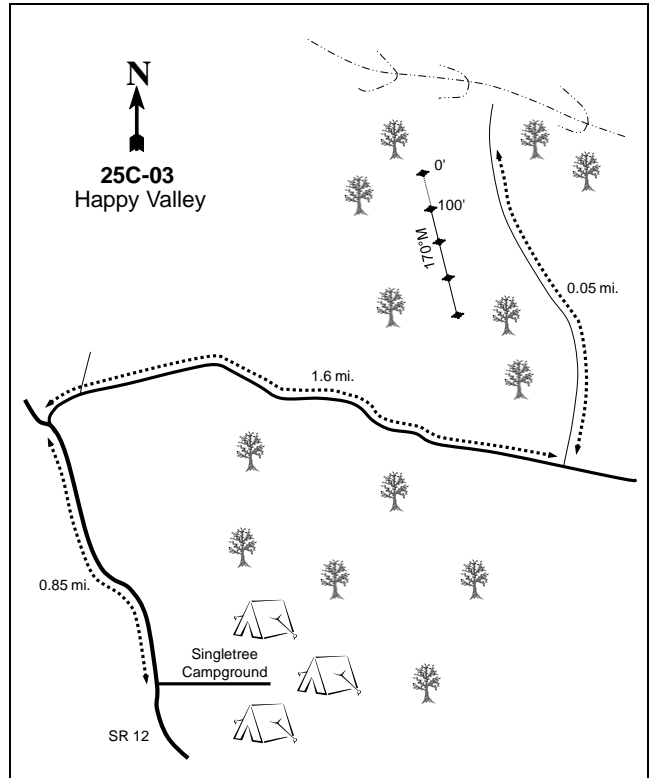 N
25C-03
Happy Valley
0'
100'
170°M
0.05 mi.
1.6 mi.
0.85 mi.
Singletree
Campground
SR 12